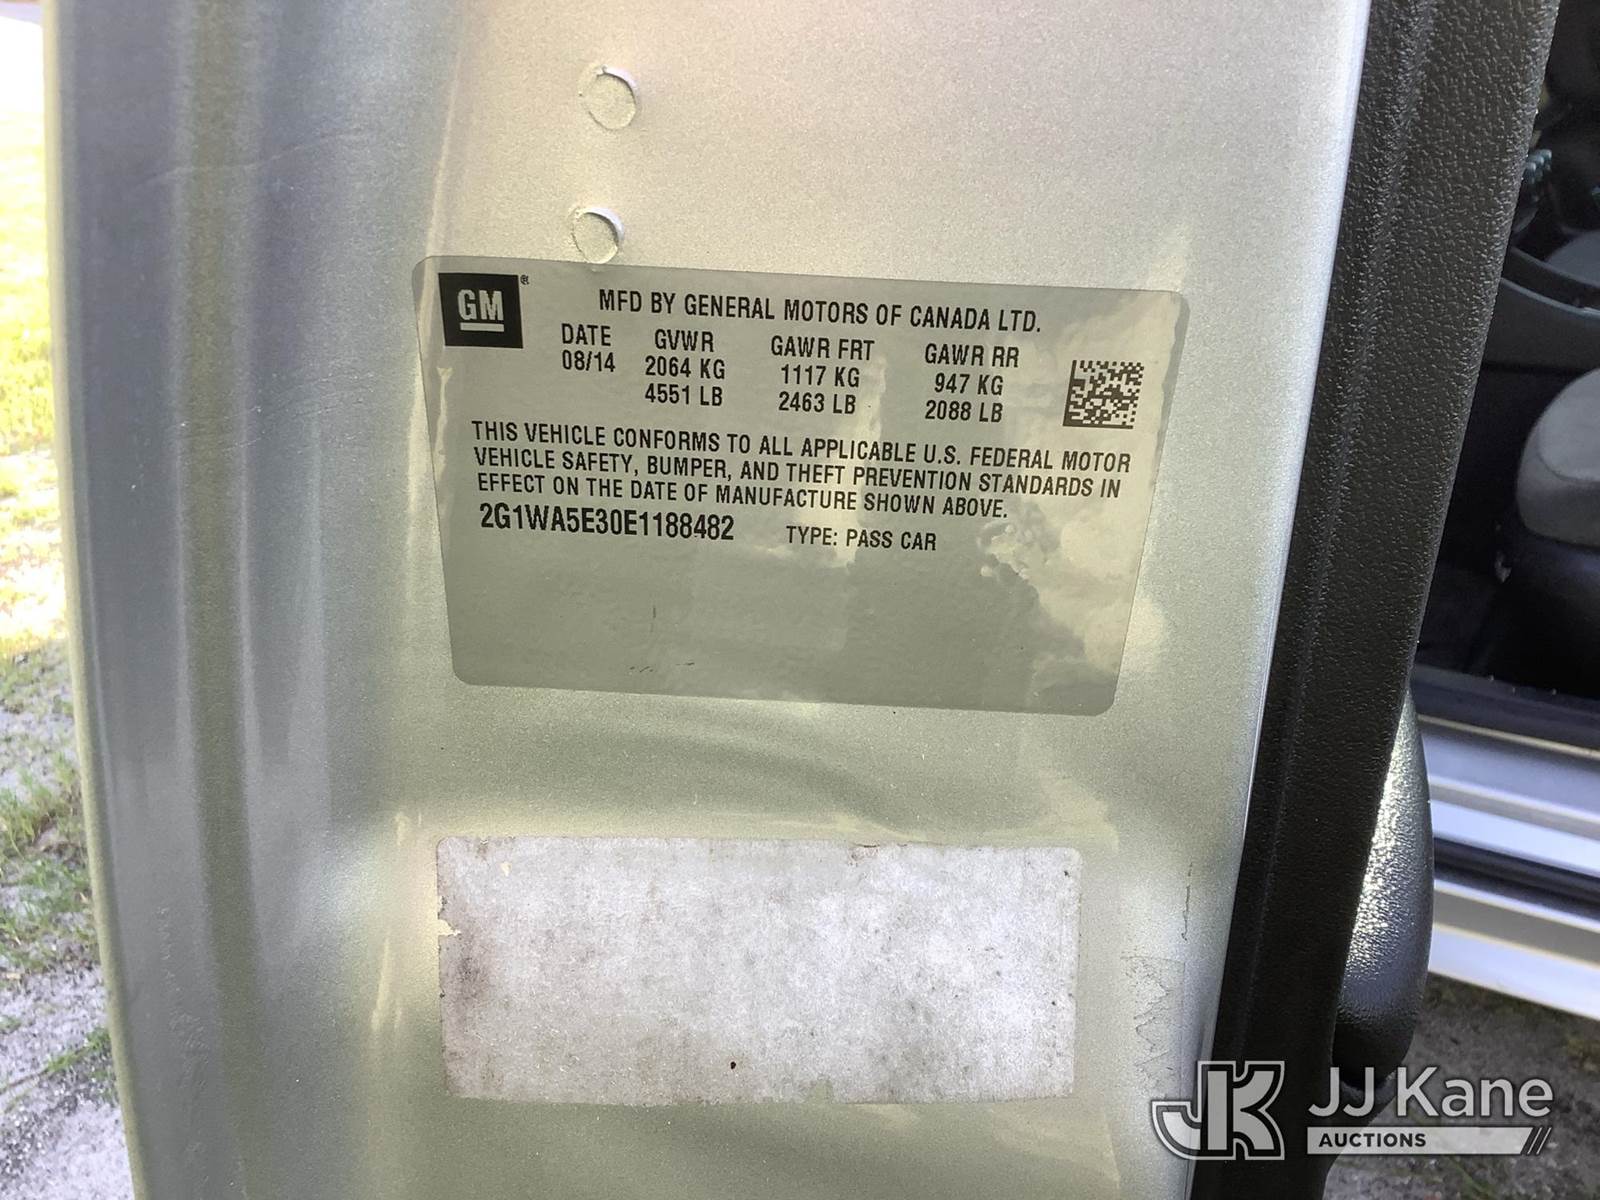 GM®
MFD BY GENERAL MOTORS OF CANADA LTD.
DATE GVWR GAWR FRT GAWR RR
08/14 2064 KG 1117 KG 947 KG
4551 LB 2463 LB 2088 LB
THIS VEHICLE CONFORMS TO ALL APPLICABLE U.S. FEDERAL MOTOR
VEHICLE SAFETY, BUMPER, AND THEFT PREVENTION STANDARDS IN
EFFECT ON THE DATE OF MANUFACTURE SHOWN ABOVE.
2G1WA5E30E1188482 TYPE: PASS CAR
JK JJ Kane
AUCTIONS